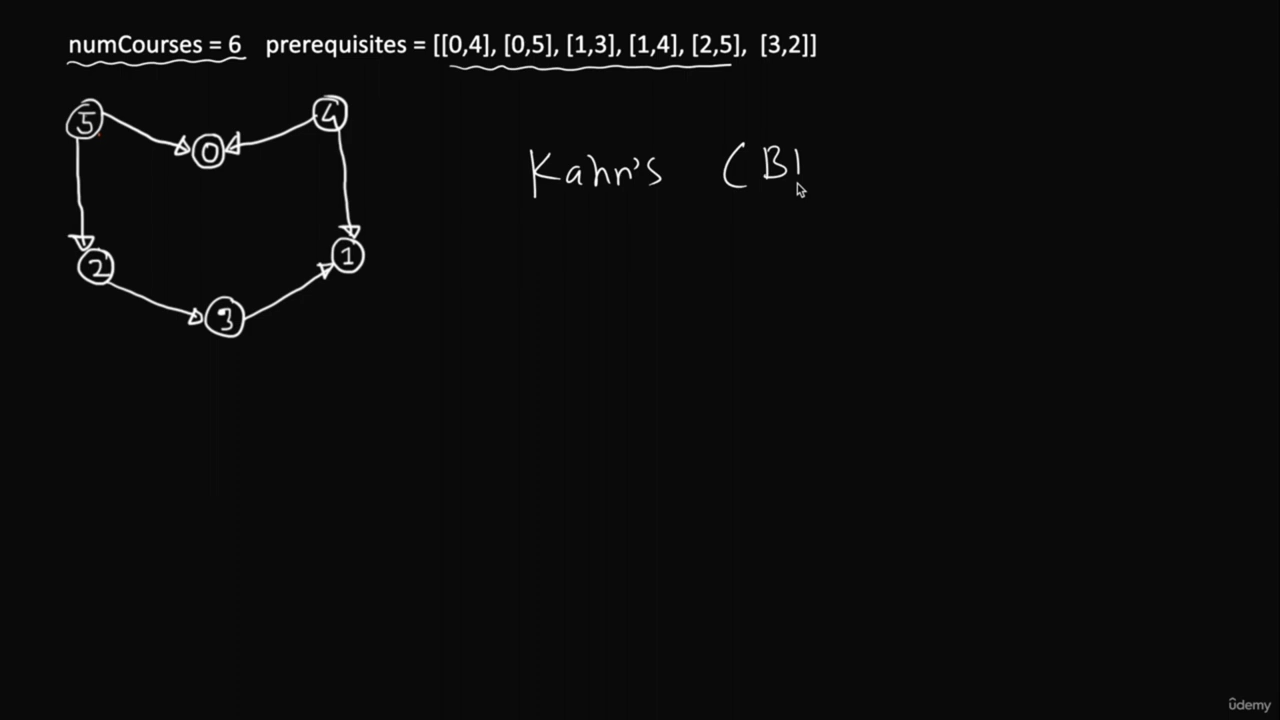 numCourses = 6 prerequisites = [[0,4], [0,5], [1,3], [1,4], [2,5], [3,2]]
5
4
0
Kahn's (B
2
1
3
ûdemy